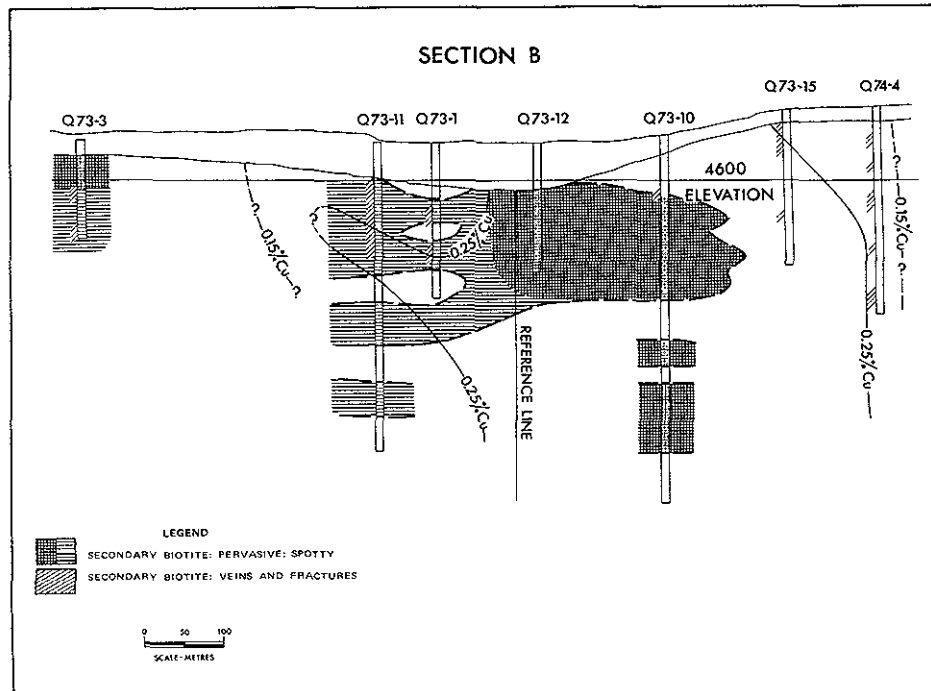 SECTION B
Q73-3
Q73-11
Q73-1
Q73-12
Q73-10
Q73-15
Q74-4
4600
ELEVATION
?
0.15%Cu
?
?
0.25%Cu
0.25%Cu
REFERENCE LINE
?
0.15%Cu
?
0.25%Cu
LEGEND
SECONDARY BIOTITE: PERVASIVE: SPOTTY
SECONDARY BIOTITE: VEINS AND FRACTURES
0 50 100
SCALE-METRES